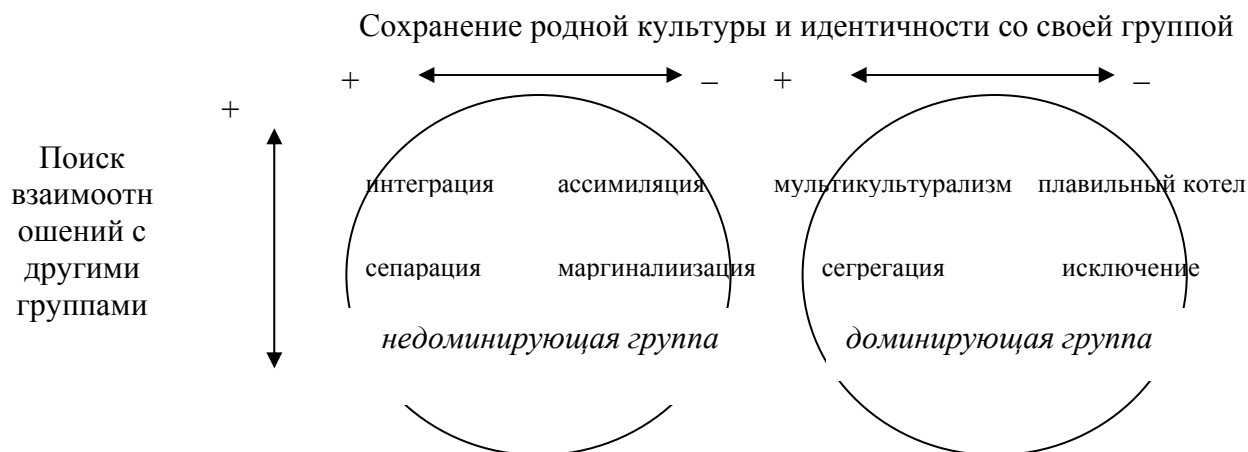 Сохранение родной культуры и идентичности со своей группой
+ – + –
+
Поиск
взаимоотн
ошений с
другими
группами
интеграция ассимиляция мультикультурализм плавильный котел
сепарация маргиналиизация сегрегация исключение
недоминирующая группа доминирующая группа